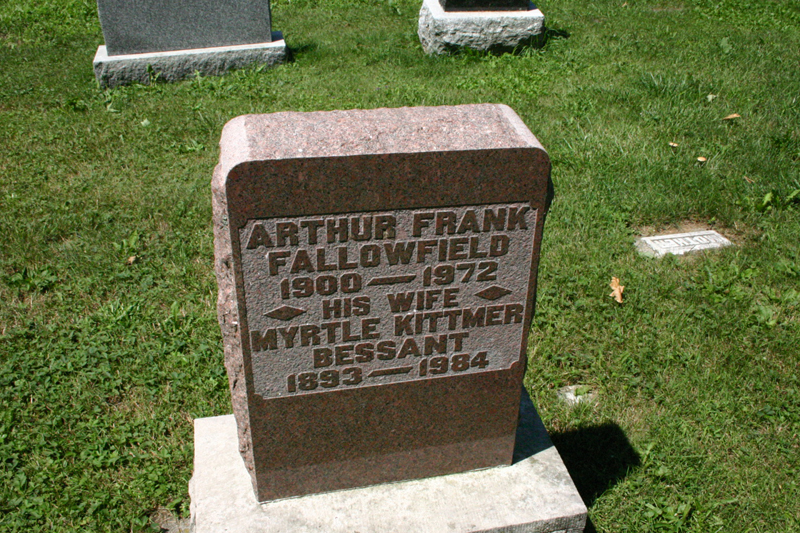 ARTHUR FRANK
FALLOWFIELD
1900 — 1972
HIS WIFE
MYRTLE KITTMER
BESSANT
1893 — 1984